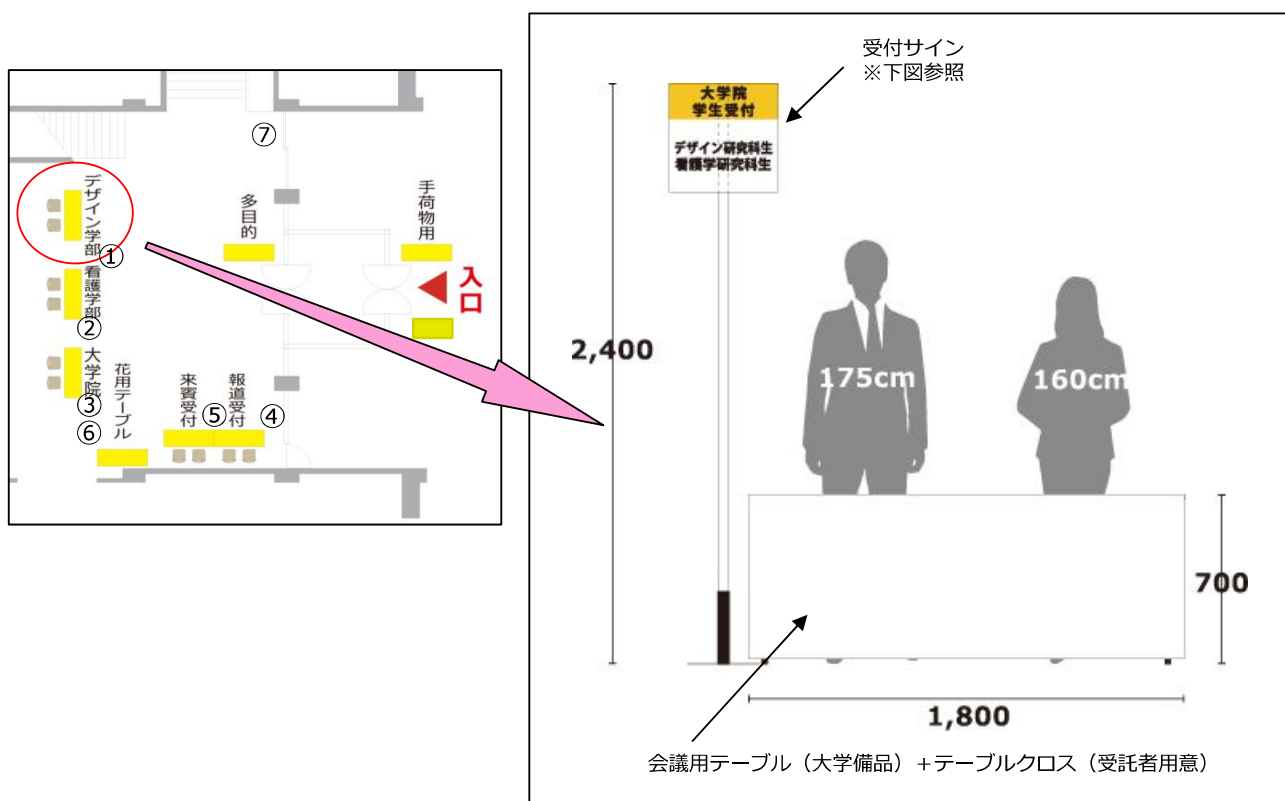 ⑦
デザイン学部
①
看護学部
②
大学院
③
⑥
花用テーブル
来賓受付
⑤
報道受付
④
多目的
手荷物用
入口
受付サイン
※下図参照
大学院
学生受付
デザイン研究科生
看護学研究科生
2,400
175cm
160cm
700
1,800
会議用テーブル（大学備品）＋テーブルクロス（受託者用意）